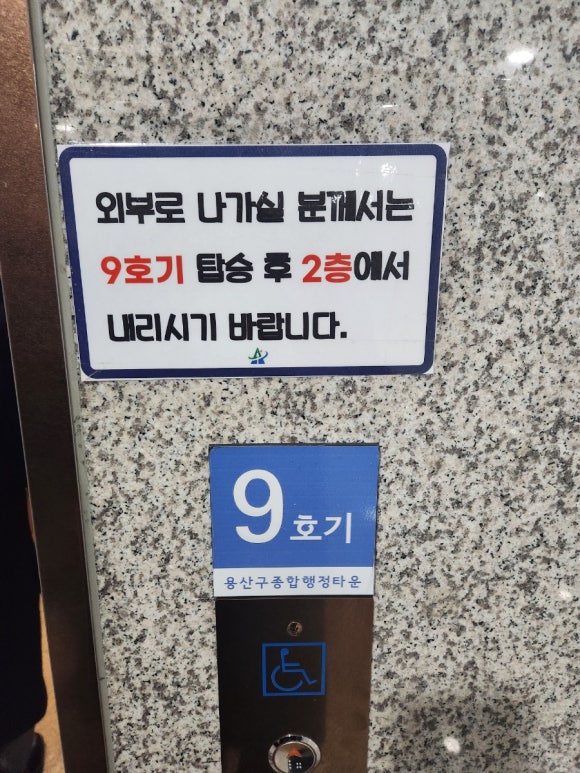 외부로 나가실 분께서는
9호기 탑승 후 2층에서
내리시기 바랍니다.
9호기
용산구종합행정타운